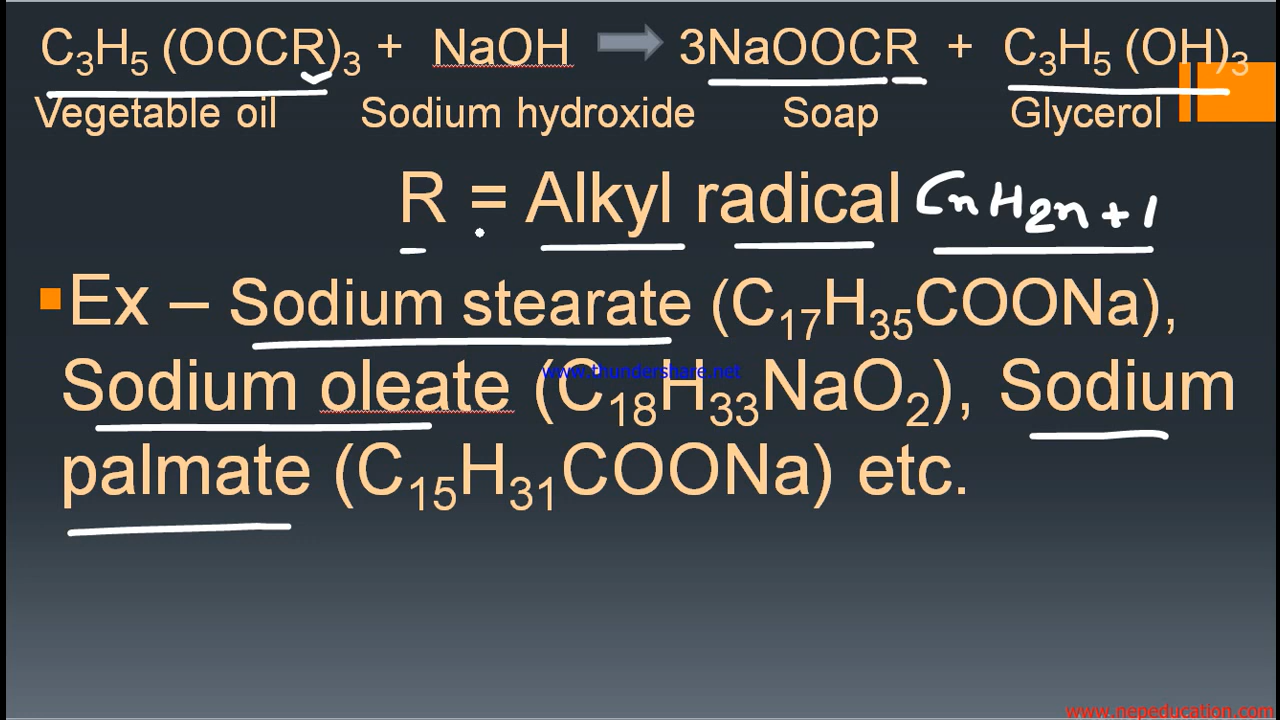 C₃H₅ (OOCR)₃ + NaOH → 3NaOOCR + C₃H₅ (OH)₃
Vegetable oil Sodium hydroxide Soap Glycerol
R = Alkyl radical CnH2n+1
Ex – Sodium stearate (C₁₇H₃₅COONa),
www.thundershare.net
Sodium oleate (C₁₈H₃₃NaO₂), Sodium
palmate (C₁₅H₃₁COONa) etc.
www.nepeducation.com